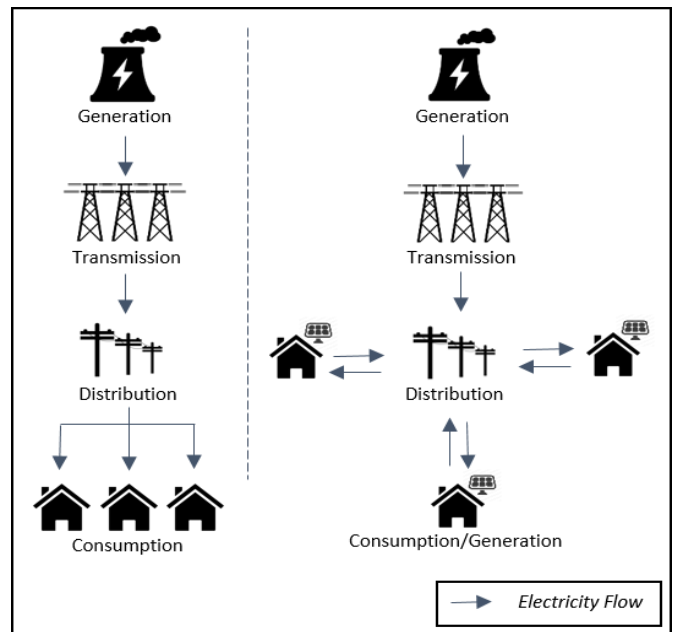 Generation
Transmission
Distribution
Consumption
Generation
Transmission
Distribution
Consumption/Generation
Electricity Flow